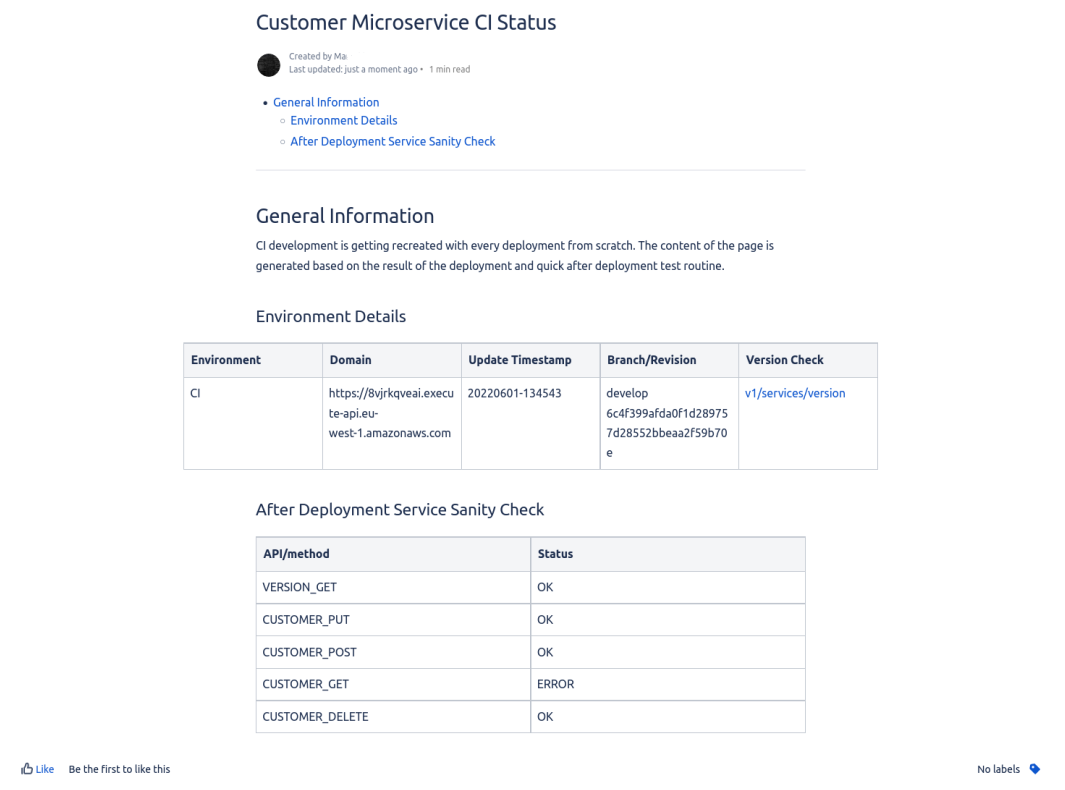 Customer Microservice CI Status
Created by Ma
Last updated: just a moment ago • 1 min read
• General Information
○ Environment Details
○ After Deployment Service Sanity Check
General Information
CI development is getting recreated with every deployment from scratch. The content of the page is
generated based on the result of the deployment and quick after deployment test routine.
Environment Details
Environment Domain Update Timestamp Branch/Revision Version Check
CI https://8vjrkqveai.execu 20220601-134543 develop v1/services/version
te-api.eu- 6c4f399afda0f1d28975
west-1.amazonaws.com 7d28552bbeaa2f59b70
e
After Deployment Service Sanity Check
API/method Status
VERSION_GET OK
CUSTOMER_PUT OK
CUSTOMER_POST OK
CUSTOMER_GET ERROR
CUSTOMER_DELETE OK
Like Be the first to like this No labels